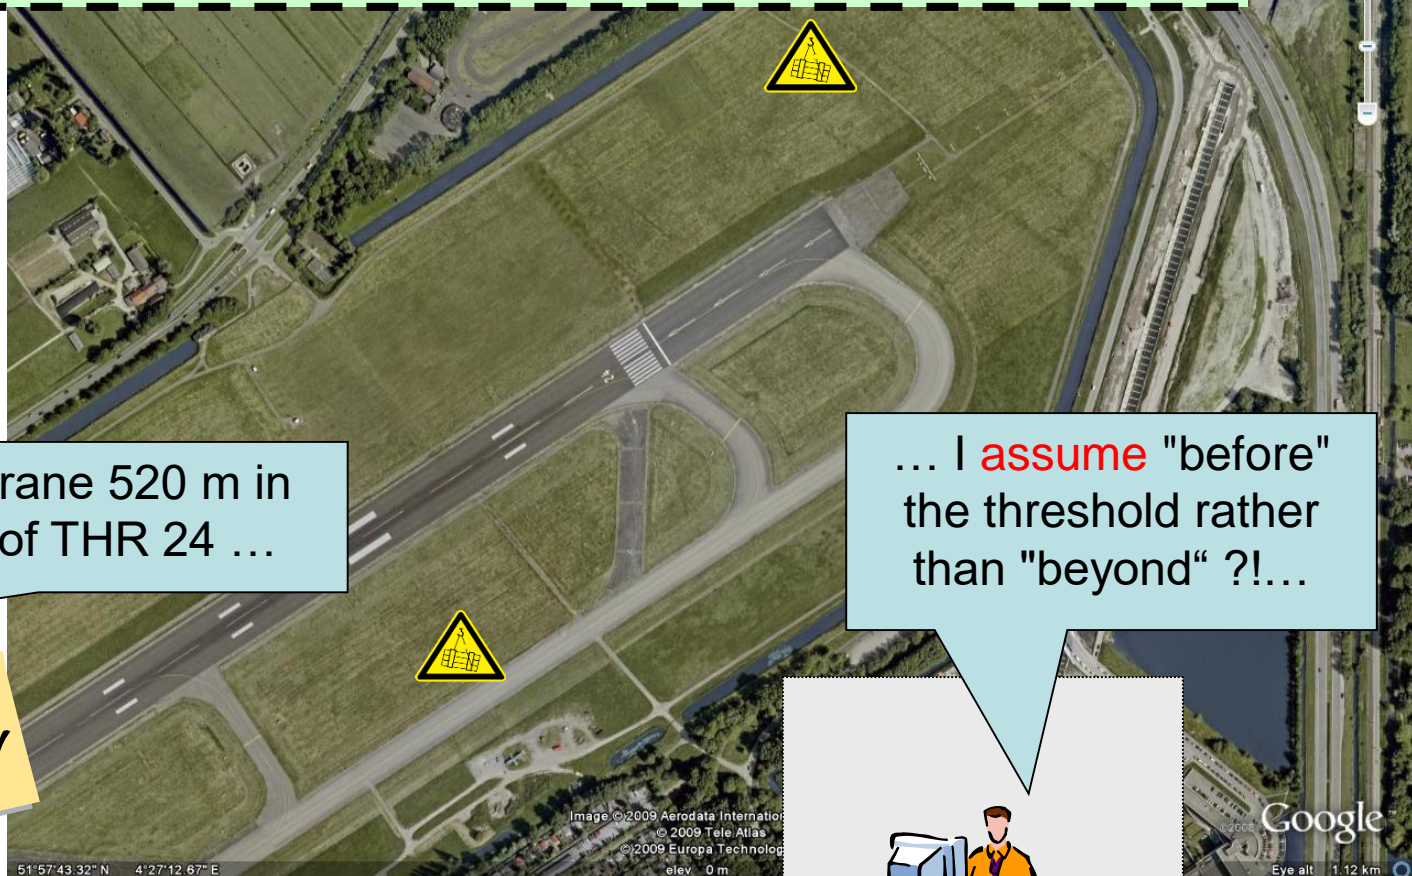 24
rane 520 m in
of THR 24 …
… I assume "before"
the threshold rather
than "beyond“ ?!…
Y
Image © 2009 Aerodata Internatio
© 2009 Tele Atlas
© 2009 Europa Technolog
©2008 Google
51°57'43.32" N 4°27'12.67" E
elev 0 m
Eye alt 1.12 km